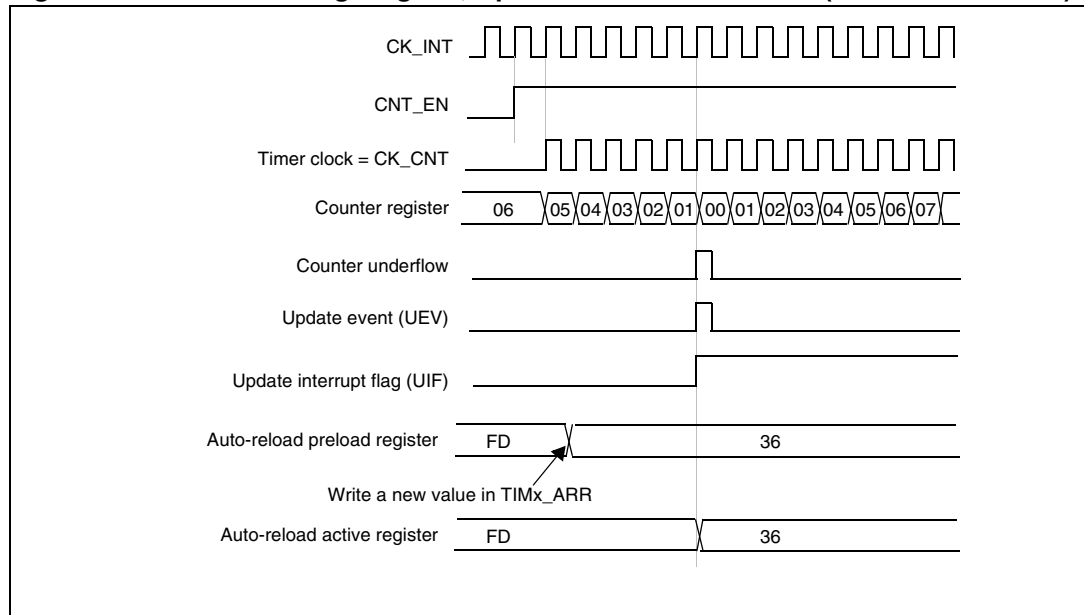 CK_INT
CNT_EN
Timer clock = CK_CNT
Counter register 06 05 04 03 02 01 00 01 02 03 04 05 06 07
Counter underflow
Update event (UEV)
Update interrupt flag (UIF)
Auto-reload preload register FD 36
Write a new value in TIMx_ARR
Auto-reload active register FD 36